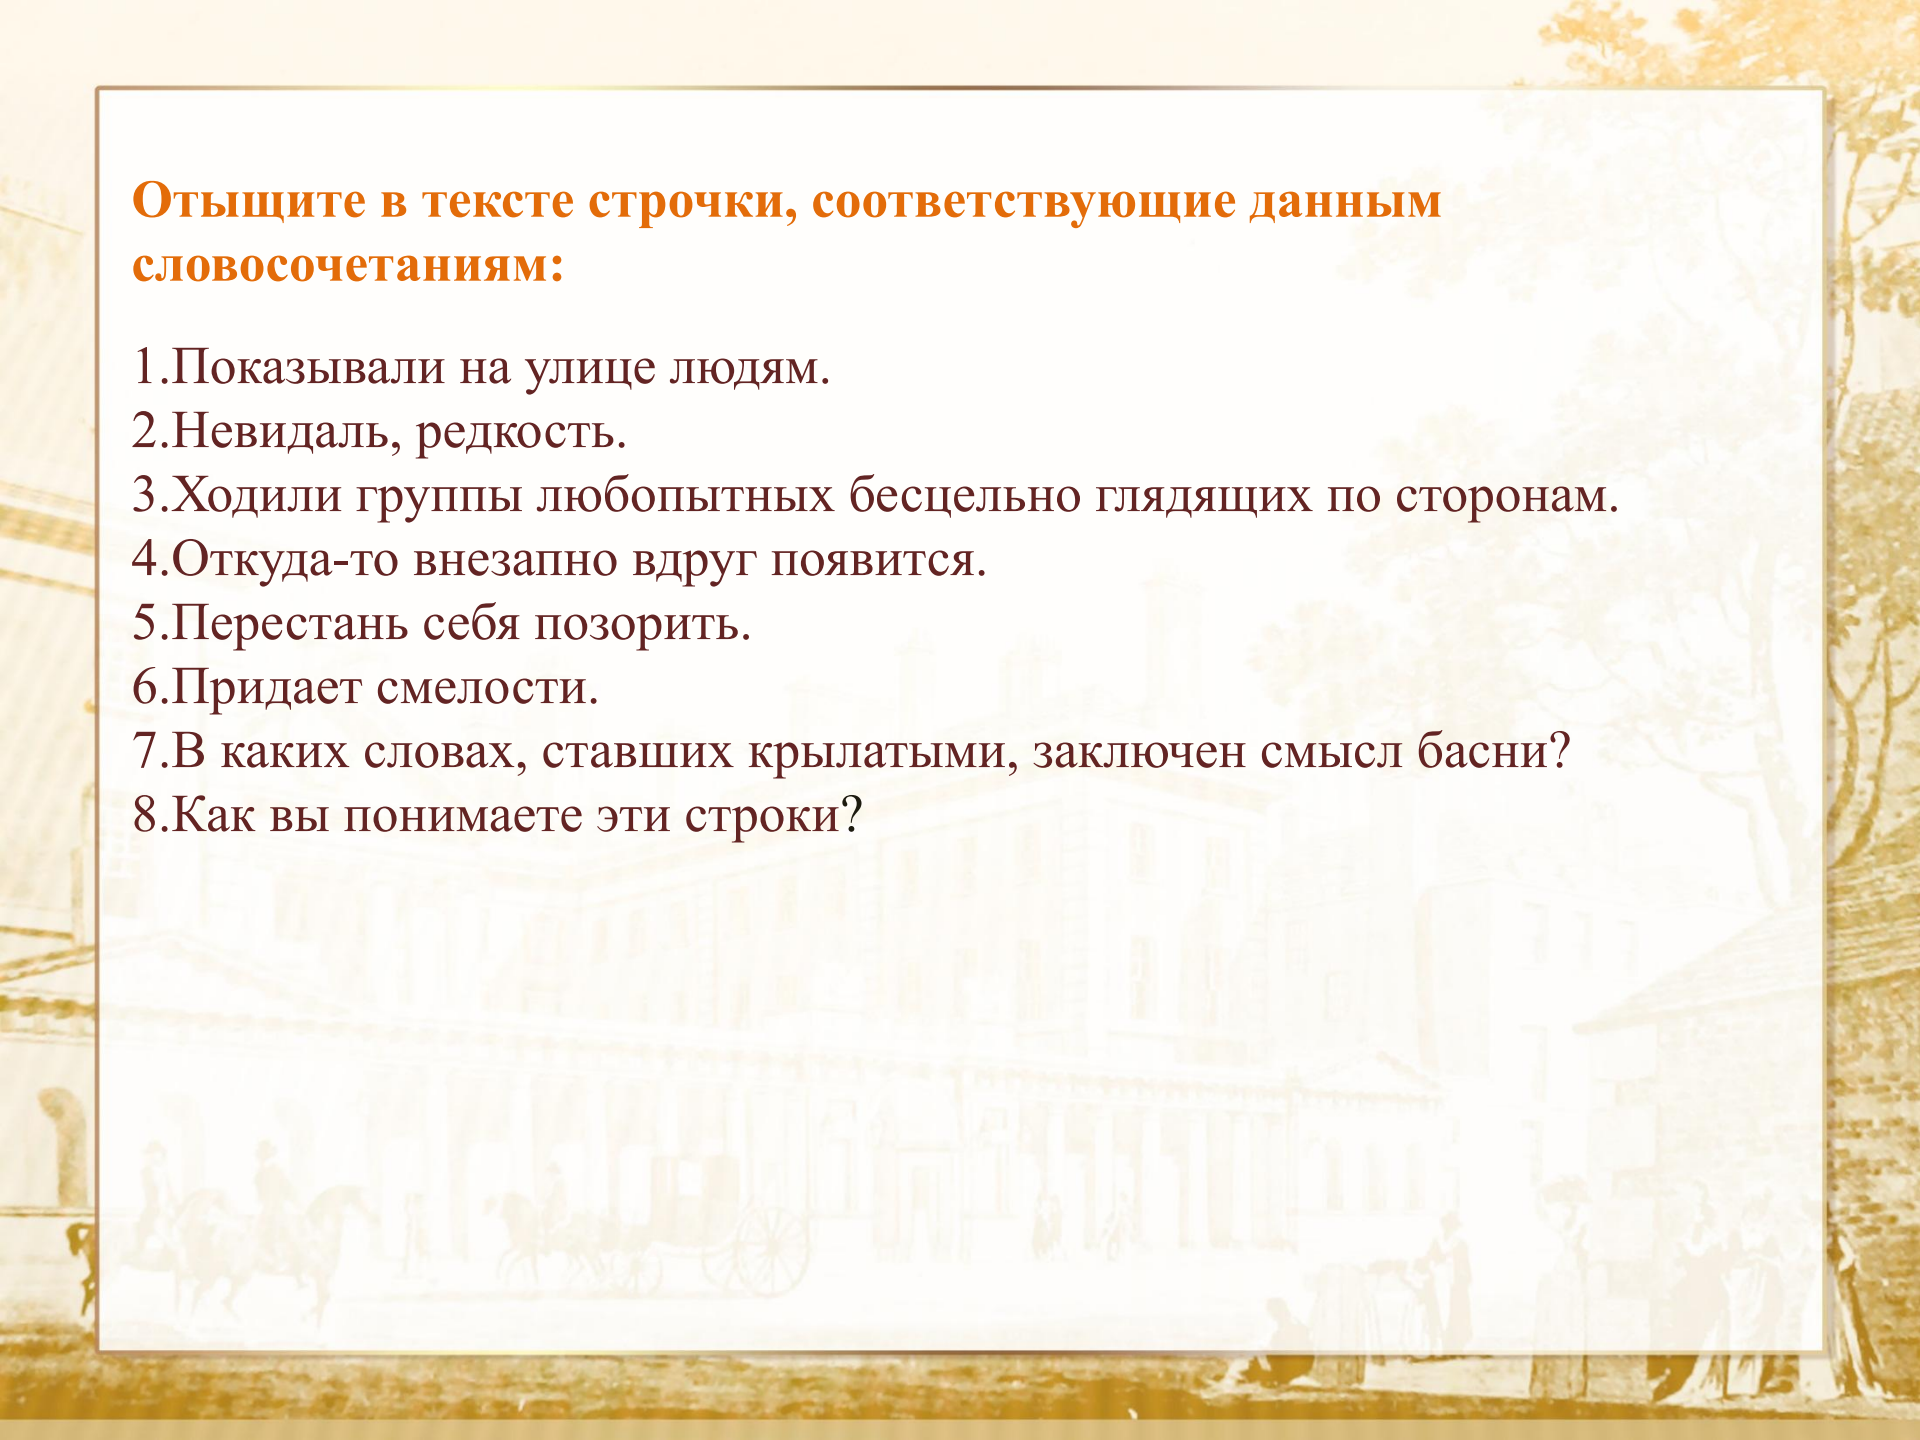 Отыщите в тексте строчки, соответствующие данным
словосочетаниям:
1.Показывали на улице людям.
2.Невидаль, редкость.
3.Ходили группы любопытных бесцельно глядящих по сторонам.
4.Откуда-то внезапно вдруг появится.
5.Перестань себя позорить.
6.Придает смелости.
7.В каких словах, ставших крылатыми, заключен смысл басни?
8.Как вы понимаете эти строки?